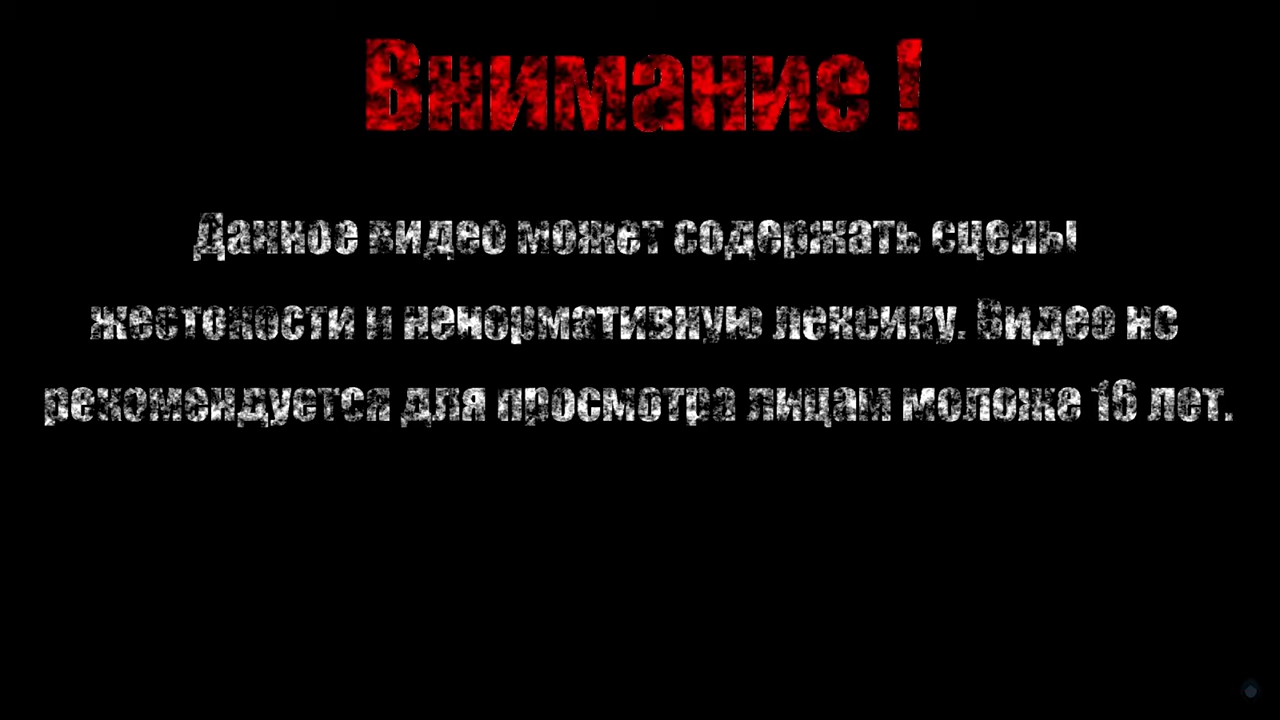 Внимание !
Данное видео может содержать сцены
жестокости и ненормативную лексику. Видео не
рекомендуется для просмотра лицам моложе 16 лет.